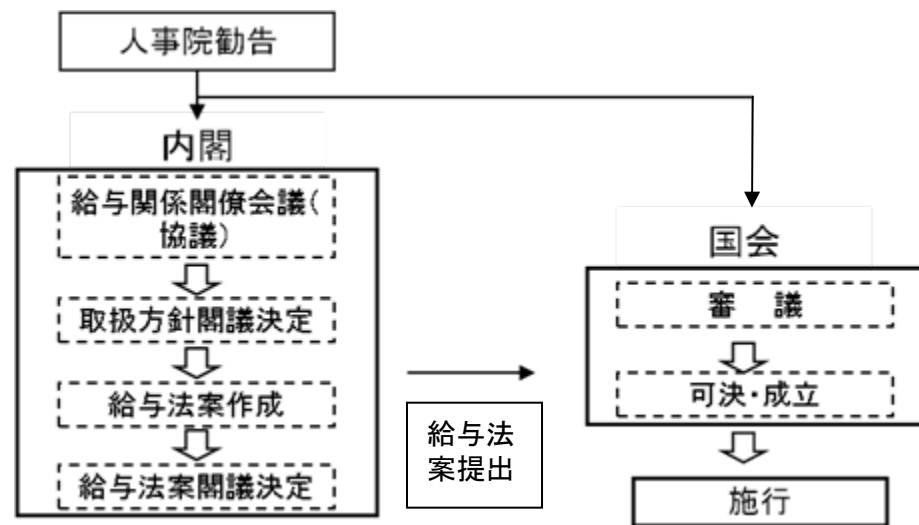 人事院勧告
内閣
給与関係閣僚会議(
協議)
取扱方針閣議決定
給与法案作成
給与法案閣議決定
給与法
案提出
国会
審　議
可決・成立
施行